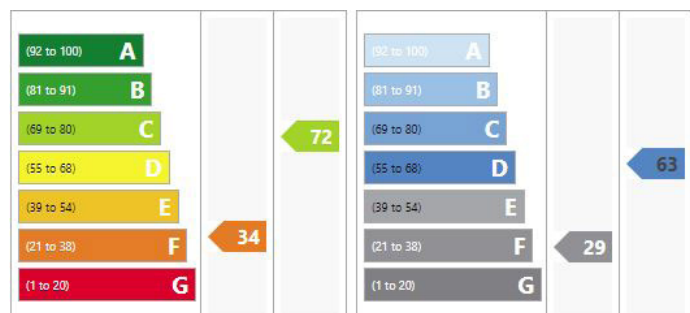 (92 to 100) A
(81 to 91) B
(69 to 80) C
72
(55 to 68) D
(39 to 54) E
(21 to 38) F
34
(1 to 20) G
(92 to 100) A
(81 to 91) B
(69 to 80) C
(55 to 68) D
63
(39 to 54) E
(21 to 38) F
29
(1 to 20) G